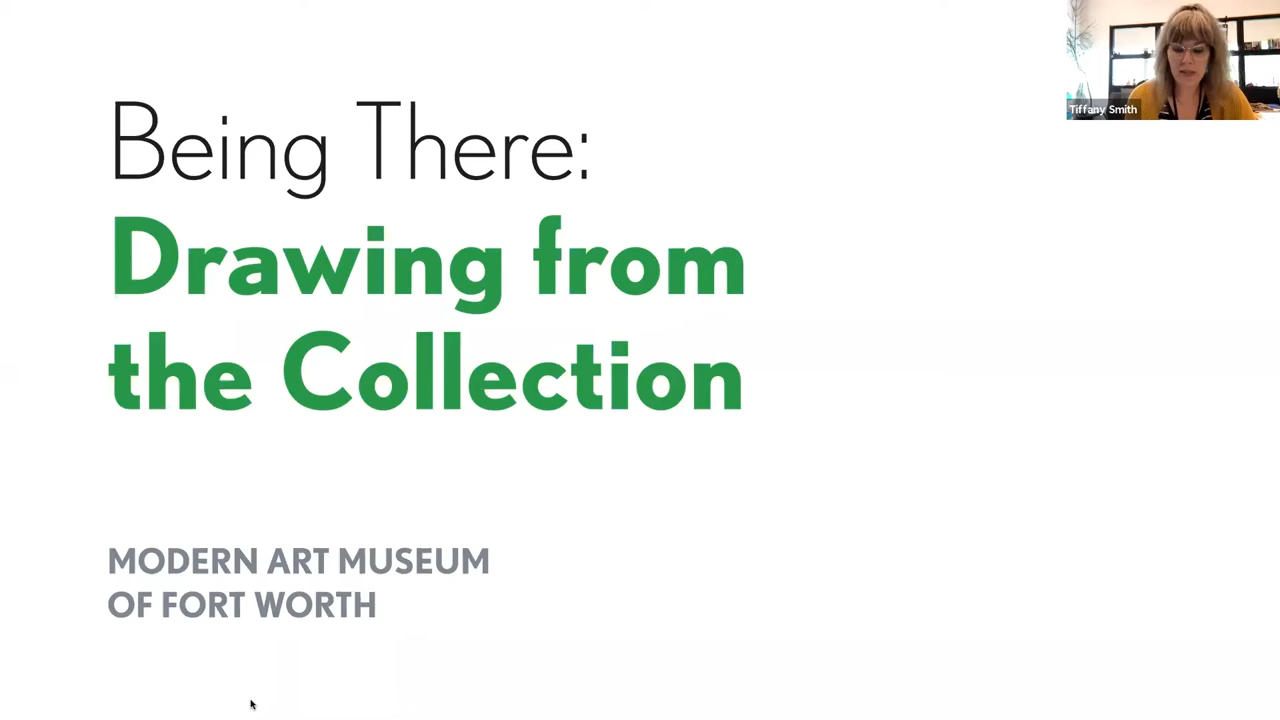 Being There:
Drawing from
the Collection
MODERN ART MUSEUM
OF FORT WORTH
Tiffany Smith